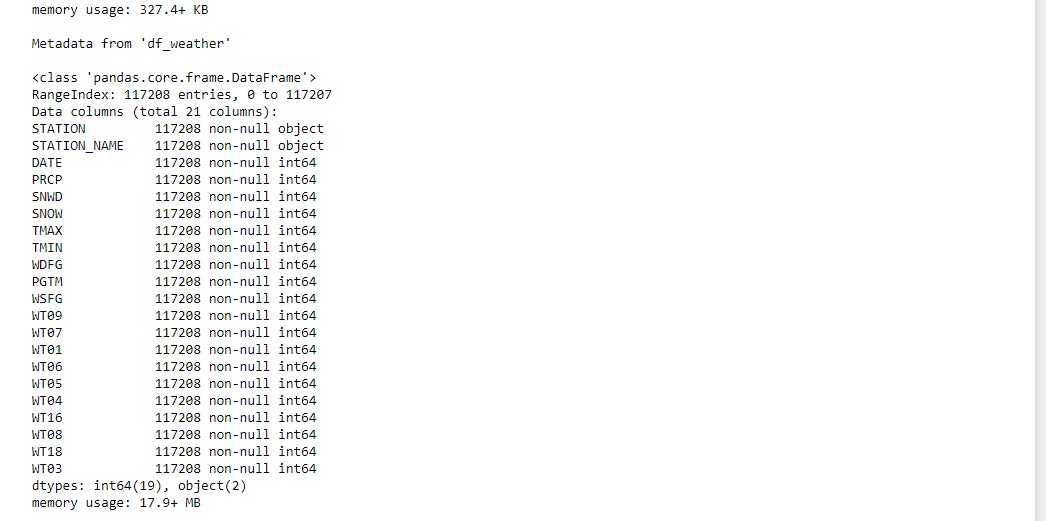 memory usage: 327.4+ KB
Metadata from 'df_weather'
<class 'pandas.core.frame.DataFrame'>
RangeIndex: 117208 entries, 0 to 117207
Data columns (total 21 columns):
STATION         117208 non-null object
STATION_NAME    117208 non-null object
DATE            117208 non-null int64
PRCP            117208 non-null int64
SNWD            117208 non-null int64
SNOW            117208 non-null int64
TMAX            117208 non-null int64
TMIN            117208 non-null int64
WDFG            117208 non-null int64
PGTM            117208 non-null int64
WSFG            117208 non-null int64
WT09            117208 non-null int64
WT07            117208 non-null int64
WT01            117208 non-null int64
WT06            117208 non-null int64
WT05            117208 non-null int64
WT04            117208 non-null int64
WT16            117208 non-null int64
WT08            117208 non-null int64
WT18            117208 non-null int64
WT03            117208 non-null int64
dtypes: int64(19), object(2)
memory usage: 17.9+ MB